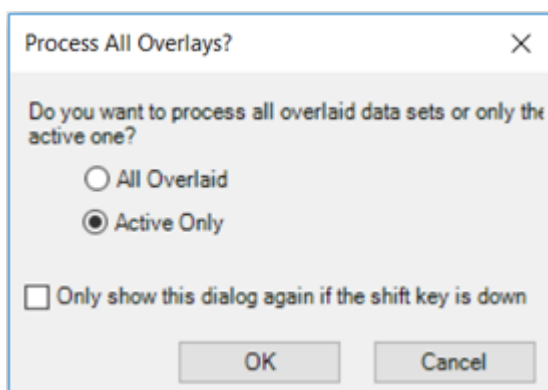 Process All Overlays?
Do you want to process all overlaid data sets or only the
active one?
All Overlaid
Active Only
Only show this dialog again if the shift key is down
OK Cancel